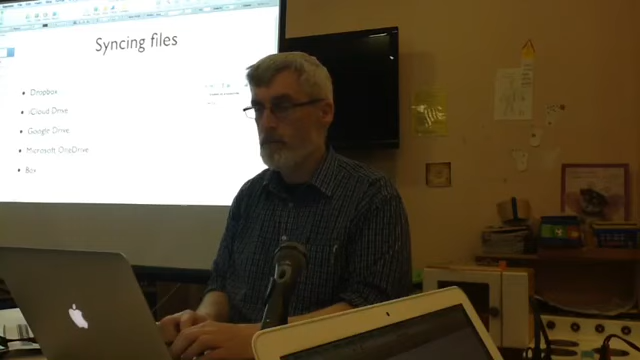 Syncing files
Dropbox
iCloud Drive
Google Drive
Microsoft OneDrive
Box